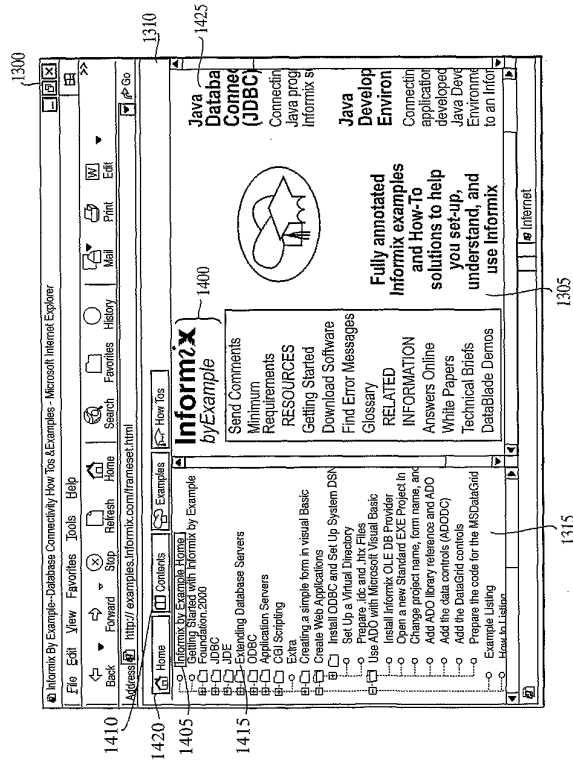 1300
Informix By Example--Database Connectivity How Tos &Examples - Microsoft Internet Explorer
File Edit View Favorites Tools Help
Back Forward Stop Refresh Home Search Favorites History Mail Print Edit
Address http:// examples.informix.com/frameset.html Go
1310
Home Contents Examples How Tos
1410
1420
1405
1415
Informix by Example Home
Getting Started with Informix by Example
Foundation.2000
JDBC
JDE
Extending Database Servers
ODBC
Application Servers
CGI Scripting
Extra
Creating a simple form in visual Basic
Create Web Applications
Install ODBC and Set Up System DSN
Set Up a Virtual Directory
Prepare .idc and .htx Files
Use ADO with Microsoft Visual Basic
Install Informix OLE DB Provider
Open a new Standard EXE Project In
Change project name, form name, and
Add ADO library reference and ADO
Add the data controls (ADODC)
Add the DataGrid controls
Prepare the code for the MSDataGrid
Example Listing
How to Listing
1315
Informix
byExample
1400
Send Comments
Minimum
Requirements
RESOURCES
Getting Started
Download Software
Find Error Messages
Glossary
RELATED
INFORMATION
Answers Online
White Papers
Technical Briefs
DataBlade Demos
Fully annotated
Informix examples
and How-To
solutions to help
you set-up,
understand, and
use Informix
1305
1425
Java
Databa
Connec
(JDBC)
Connectin
Java prog
Informix se
Java
Develop
Environ
Connectin
application
developed
Java Deve
Environme
to an Infor
Internet